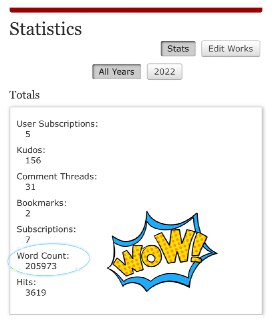 Statistics
Stats Edit Works
All Years 2022
Totals
User Subscriptions:
5
Kudos:
156
Comment Threads:
31
Bookmarks:
2
Subscriptions:
7
Word Count:
205973
Hits:
3619
WOW!